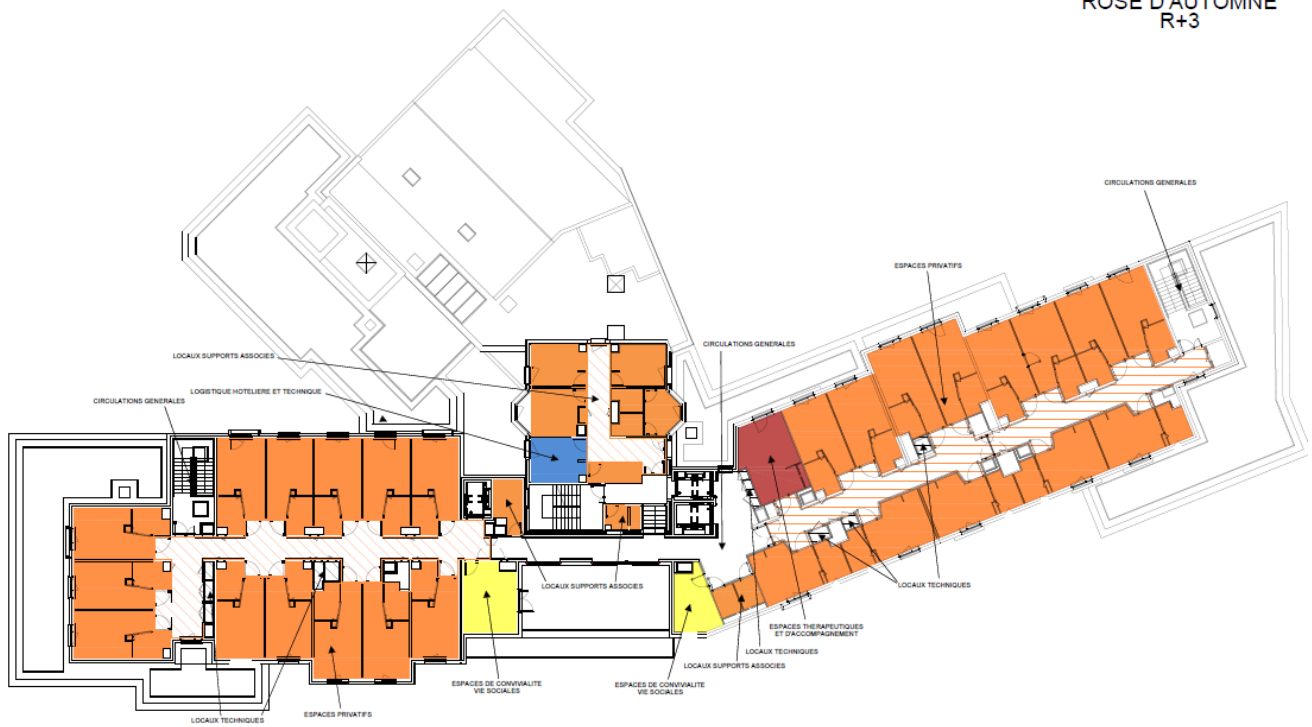 ROSE D'AUTOMNE
R+3
CIRCULATIONS GENERALES
ESPACES PRIVATIFS
CIRCULATIONS GENERALES
LOCAUX SUPPORTS ASSOCIES
LOGISTIQUE HOTELIERE ET TECHNIQUE
CIRCULATIONS GENERALES
LOCAUX SUPPORTS ASSOCIES
LOCAUX TECHNIQUES
ESPACES THERAPEUTIQUES
ET D'ACCOMPAGNEMENT
LOCAUX TECHNIQUES
LOCAUX SUPPORTS ASSOCIES
ESPACES DE CONVIVIALITE
VIE SOCIALES
ESPACES DE CONVIVIALITE
VIE SOCIALES
LOCAUX TECHNIQUES
ESPACES PRIVATIFS